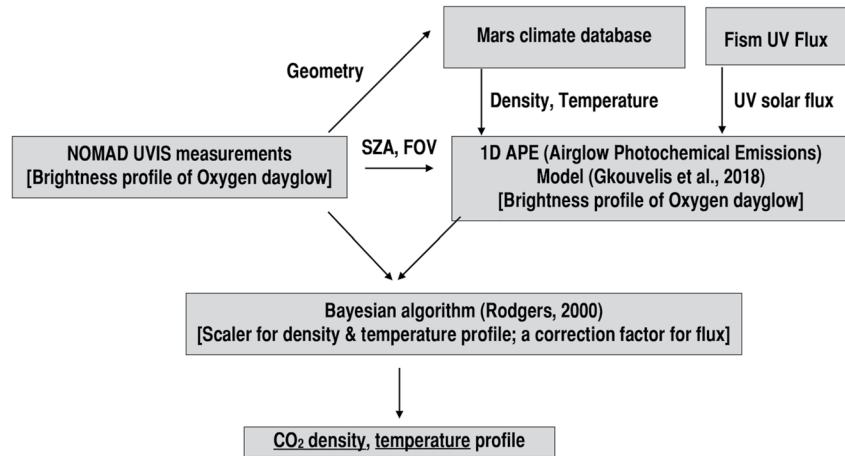 Mars climate database
Fism UV Flux
Geometry
Density, Temperature
UV solar flux
NOMAD UVIS measurements
[Brightness profile of Oxygen dayglow]
SZA, FOV
1D APE (Airglow Photochemical Emissions)
Model (Gkouvelis et al., 2018)
[Brightness profile of Oxygen dayglow]
Bayesian algorithm (Rodgers, 2000)
[Scaler for density & temperature profile; a correction factor for flux]
CO₂ density, temperature profile